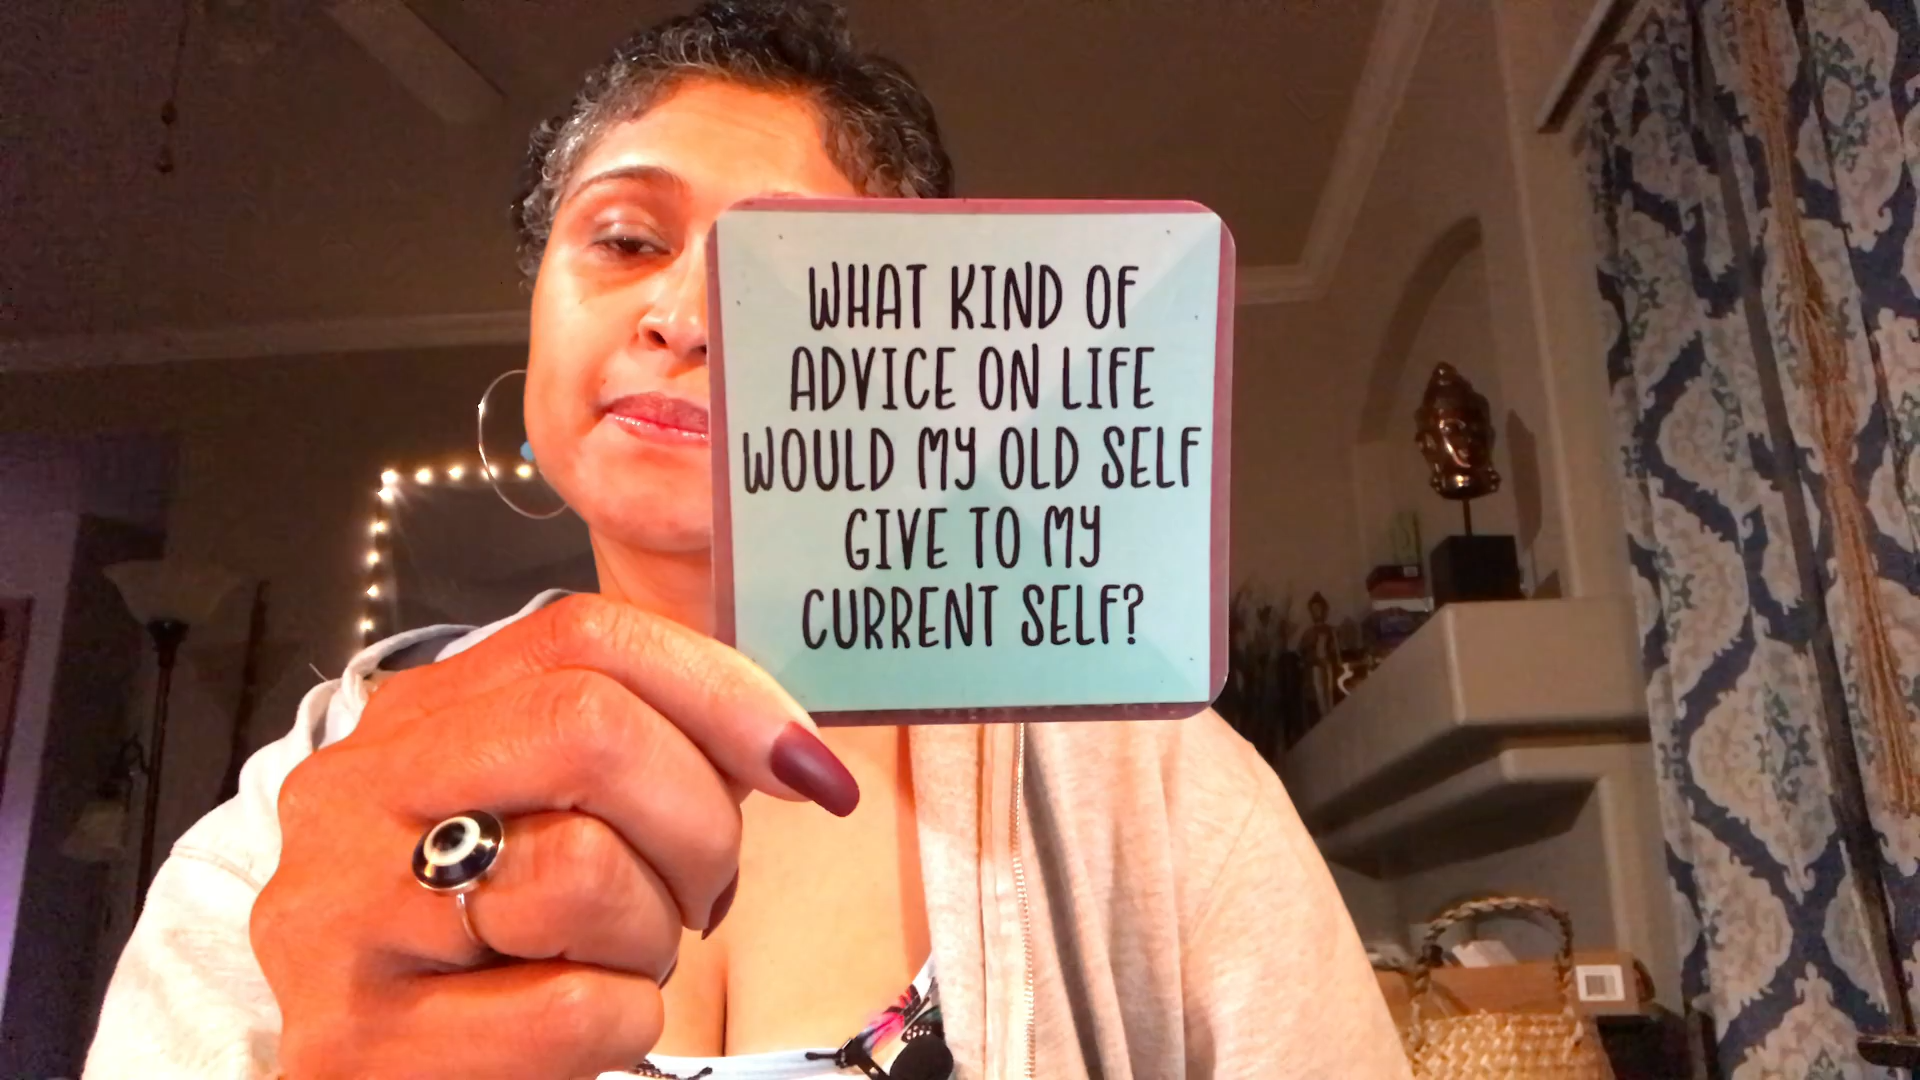 WHAT KIND OF
ADVICE ON LIFE
WOULD MY OLD SELF
GIVE TO MY
CURRENT SELF?